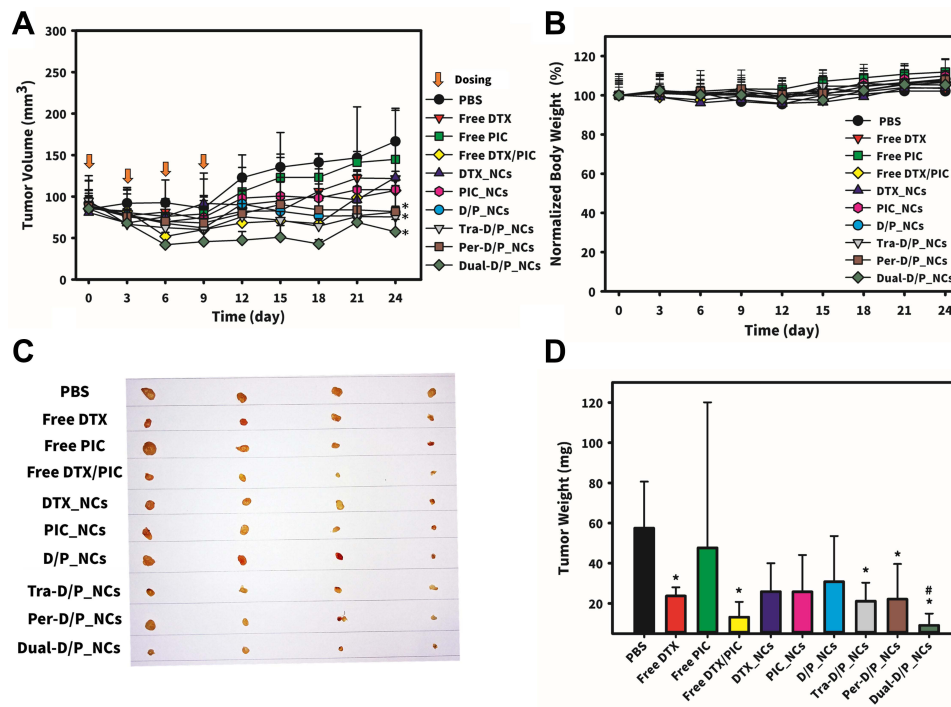 A
300
250
200
150
100
50
0
Tumor Volume (mm³)
0 3 6 9 12 15 18 21 24
Time (day)
Dosing
PBS
Free DTX
Free PIC
Free DTX/PIC
DTX_NCs
PIC_NCs
D/P_NCs
Tra-D/P_NCs
Per-D/P_NCs
Dual-D/P_NCs
*
*
*
B
120
100
80
60
40
20
0
Normalized Body Weight (%)
0 3 6 9 12 15 18 21 24
Time (day)
PBS
Free DTX
Free PIC
Free DTX/PIC
DTX_NCs
PIC_NCs
D/P_NCs
Tra-D/P_NCs
Per-D/P_NCs
Dual-D/P_NCs
C
PBS
Free DTX
Free PIC
Free DTX/PIC
DTX_NCs
PIC_NCs
D/P_NCs
Tra-D/P_NCs
Per-D/P_NCs
Dual-D/P_NCs
D
120
100
80
60
40
20
Tumor Weight (mg)
*
*
*
*
#
*
PBS
Free DTX
Free PIC
Free DTX/PIC
DTX_NCs
PIC_NCs
D/P_NCs
Tra-D/P_NCs
Per-D/P_NCs
Dual-D/P_NCs